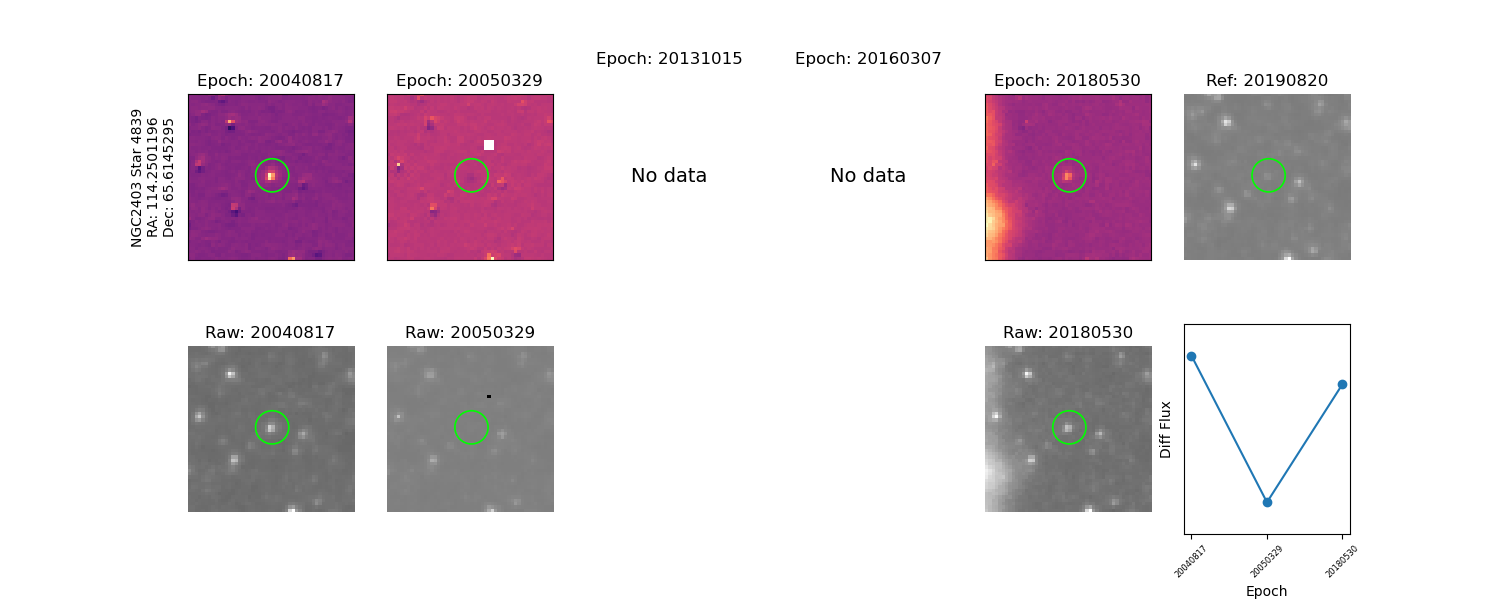 Epoch: 20131015
Epoch: 20160307
Epoch: 20040817
Epoch: 20050329
Epoch: 20180530
Ref: 20190820
NGC2403 Star 4839
RA: 114.2501196
Dec: 65.6145295
No data
No data
Raw: 20040817
Raw: 20050329
Raw: 20180530
Diff Flux
20040817
20050329
20180530
Epoch